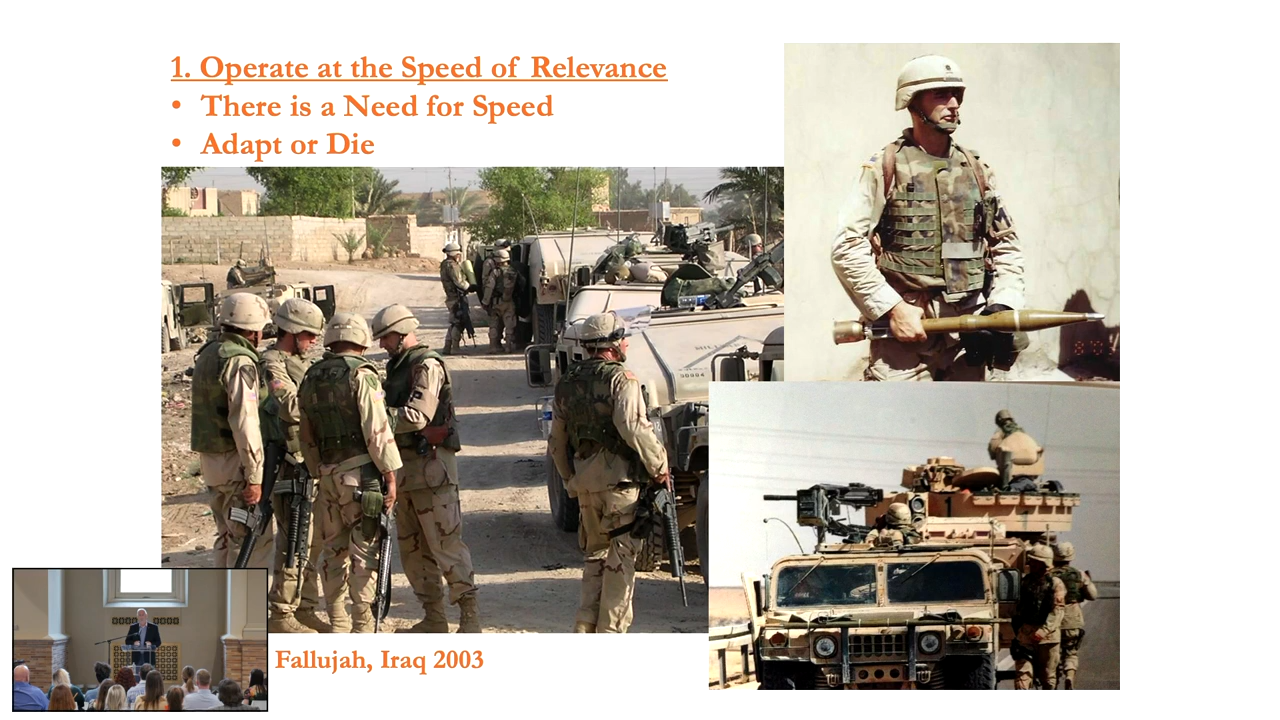 1. Operate at the Speed of Relevance
• There is a Need for Speed
• Adapt or Die
Fallujah, Iraq 2003